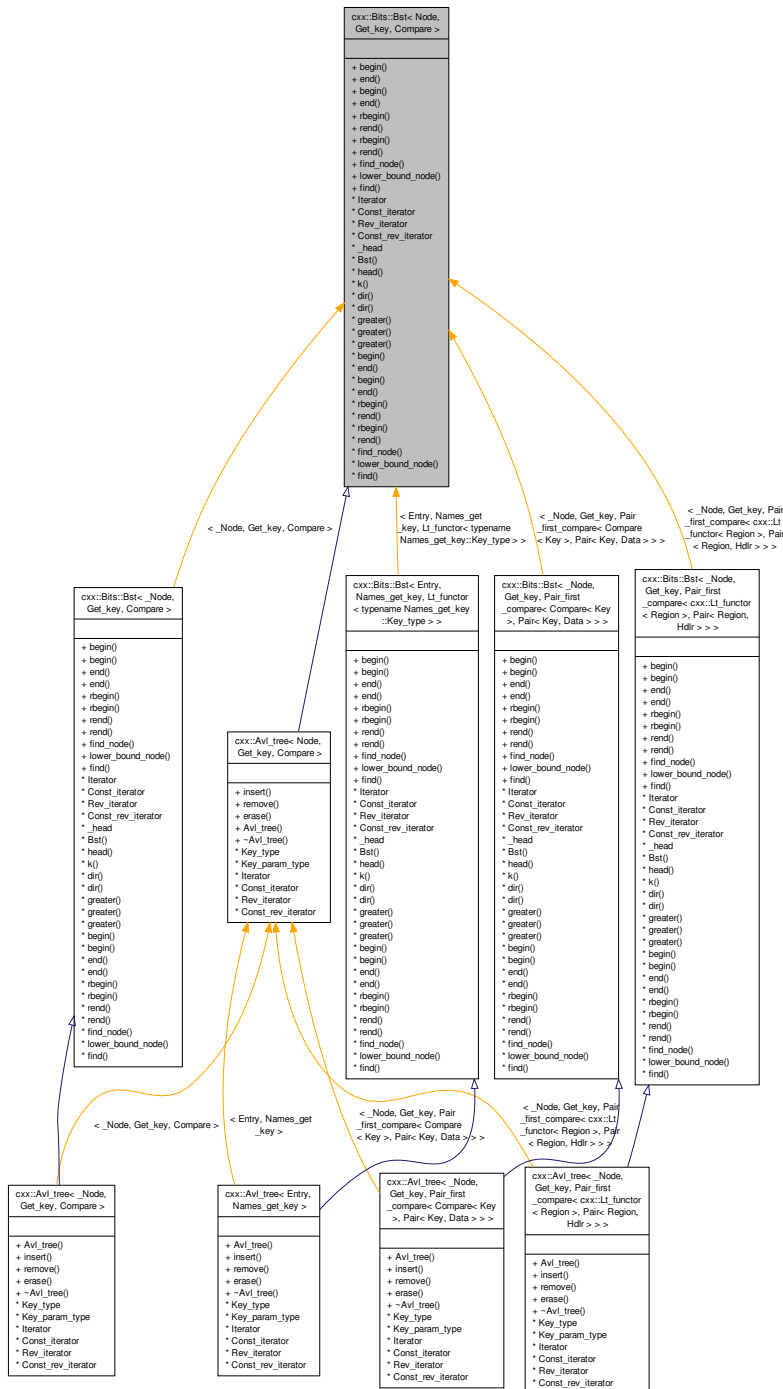 cxx::Bits::Bst< Node,
Get_key, Compare >
+ begin()
+ end()
+ begin()
+ end()
+ rbegin()
+ rend()
+ rbegin()
+ rend()
+ find_node()
+ lower_bound_node()
+ find()
* Iterator
* Const_iterator
* Rev_iterator
* Const_rev_iterator
* _head
* Bst()
* head()
* k()
* dir()
* dir()
* greater()
* greater()
* greater()
* begin()
* end()
* begin()
* end()
* rbegin()
* rend()
* rbegin()
* rend()
* find_node()
* lower_bound_node()
* find()
< _Node, Get_key, Compare >
< Entry, Names_get
_key, Lt_functor< typename
Names_get_key::Key_type > >
< _Node, Get_key, Pair
_first_compare< Compare
< Key >, Pair< Key, Data > > >
< _Node, Get_key, Pair
_first_compare< cxx::Lt
_functor< Region >, Pair
< Region, Hdlr > > >
cxx::Bits::Bst< _Node,
Get_key, Compare >
+ begin()
+ begin()
+ end()
+ end()
+ rbegin()
+ rbegin()
+ rend()
+ rend()
+ find_node()
+ lower_bound_node()
+ find()
* Iterator
* Const_iterator
* Rev_iterator
* Const_rev_iterator
* _head
* Bst()
* head()
* k()
* dir()
* dir()
* greater()
* greater()
* greater()
* begin()
* begin()
* end()
* end()
* rbegin()
* rbegin()
* rend()
* rend()
* find_node()
* lower_bound_node()
* find()
cxx::Avl_tree< Node,
Get_key, Compare >
+ insert()
+ remove()
+ erase()
+ Avl_tree()
+ ~Avl_tree()
* Key_type
* Key_param_type
* Iterator
* Const_iterator
* Rev_iterator
* Const_rev_iterator
cxx::Bits::Bst< Entry,
Names_get_key, Lt_functor
< typename Names_get_key
::Key_type > >
+ begin()
+ begin()
+ end()
+ end()
+ rbegin()
+ rbegin()
+ rend()
+ rend()
+ find_node()
+ lower_bound_node()
+ find()
* Iterator
* Const_iterator
* Rev_iterator
* Const_rev_iterator
* _head
* Bst()
* head()
* k()
* dir()
* dir()
* greater()
* greater()
* greater()
* begin()
* begin()
* end()
* end()
* rbegin()
* rbegin()
* rend()
* rend()
* find_node()
* lower_bound_node()
* find()
cxx::Bits::Bst< _Node,
Get_key, Pair_first
_compare< Compare< Key
>, Pair< Key, Data > > >
+ begin()
+ begin()
+ end()
+ end()
+ rbegin()
+ rbegin()
+ rend()
+ rend()
+ find_node()
+ lower_bound_node()
+ find()
* Iterator
* Const_iterator
* Rev_iterator
* Const_rev_iterator
* _head
* Bst()
* head()
* k()
* dir()
* dir()
* greater()
* greater()
* greater()
* begin()
* begin()
* end()
* end()
* rbegin()
* rbegin()
* rend()
* rend()
* find_node()
* lower_bound_node()
* find()
cxx::Bits::Bst< _Node,
Get_key, Pair_first
_compare< cxx::Lt_functor
< Region >, Pair< Region,
Hdlr > > >
+ begin()
+ begin()
+ end()
+ end()
+ rbegin()
+ rbegin()
+ rend()
+ rend()
+ find_node()
+ lower_bound_node()
+ find()
* Iterator
* Const_iterator
* Rev_iterator
* Const_rev_iterator
* _head
* Bst()
* head()
* k()
* dir()
* dir()
* greater()
* greater()
* greater()
* begin()
* begin()
* end()
* end()
* rbegin()
* rbegin()
* rend()
* rend()
* find_node()
* lower_bound_node()
* find()
< _Node, Get_key, Compare >
< Entry, Names_get
_key >
< _Node, Get_key, Pair
_first_compare< Compare
< Key >, Pair< Key, Data > > >
< _Node, Get_key, Pair
_first_compare< cxx::Lt
_functor< Region >, Pair
< Region, Hdlr > > >
cxx::Avl_tree< _Node,
Get_key, Compare >
+ Avl_tree()
+ insert()
+ remove()
+ erase()
+ ~Avl_tree()
* Key_type
* Key_param_type
* Iterator
* Const_iterator
* Rev_iterator
* Const_rev_iterator
cxx::Avl_tree< Entry,
Names_get_key >
+ Avl_tree()
+ insert()
+ remove()
+ erase()
+ ~Avl_tree()
* Key_type
* Key_param_type
* Iterator
* Const_iterator
* Rev_iterator
* Const_rev_iterator
cxx::Avl_tree< _Node,
Get_key, Pair_first
_compare< Compare< Key
>, Pair< Key, Data > > >
+ Avl_tree()
+ insert()
+ remove()
+ erase()
+ ~Avl_tree()
* Key_type
* Key_param_type
* Iterator
* Const_iterator
* Rev_iterator
* Const_rev_iterator
cxx::Avl_tree< _Node,
Get_key, Pair_first
_compare< cxx::Lt_functor
< Region >, Pair< Region,
Hdlr > > >
+ Avl_tree()
+ insert()
+ remove()
+ erase()
+ ~Avl_tree()
* Key_type
* Key_param_type
* Iterator
* Const_iterator
* Rev_iterator
* Const_rev_iterator